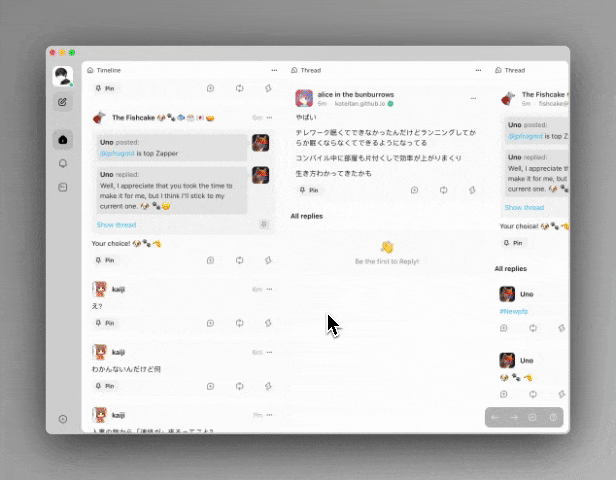 Timeline
Pin
The Fishcake
6m
Uno posted:
@jpfrugrnt is top Zapper
Uno replied:
Well, I appreciate that you took the time to
make it for me, but I think I'll stick to my
current one.
Show thread
Your choice!
Pin
kaiji
6m
え?
Pin
kaiji
6m
わかんないんだけど何
Pin
kaiji
7m
Thread
alice in the bunburrows
5m · koteitan.github.io
やばい
テレワーク眠くてできなかったんだけどランニングしてか
らか眠くならなくてできるようになってる
コンパイル中に部屋も片付くして効率が上がりまくり
生き方わかってきたかも
Pin
All replies
👋
Be the first to Reply!
Thread
The Fishcake
5m · fishcake@
Uno posted:
is top Z
Uno replied:
Well, I appreciate th
make it for me, but
current one.
Show thread
Your choice!
Pin
All replies
Uno
#Newpfp
Uno